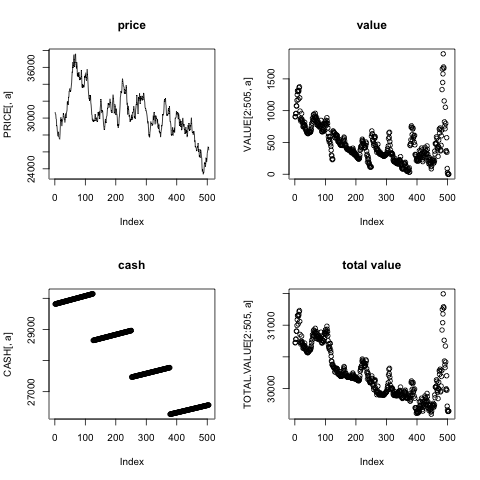 price
PRICE[, a]
24000 30000 36000
0 100 200 300 400 500
Index
value
VALUE[2:505, a]
0 500 1000 1500
0 100 200 300 400 500
Index
cash
CASH[, a]
27000 29000
0 100 200 300 400 500
Index
total value
TOTAL.VALUE[2:505, a]
30000 31000
0 100 200 300 400 500
Index